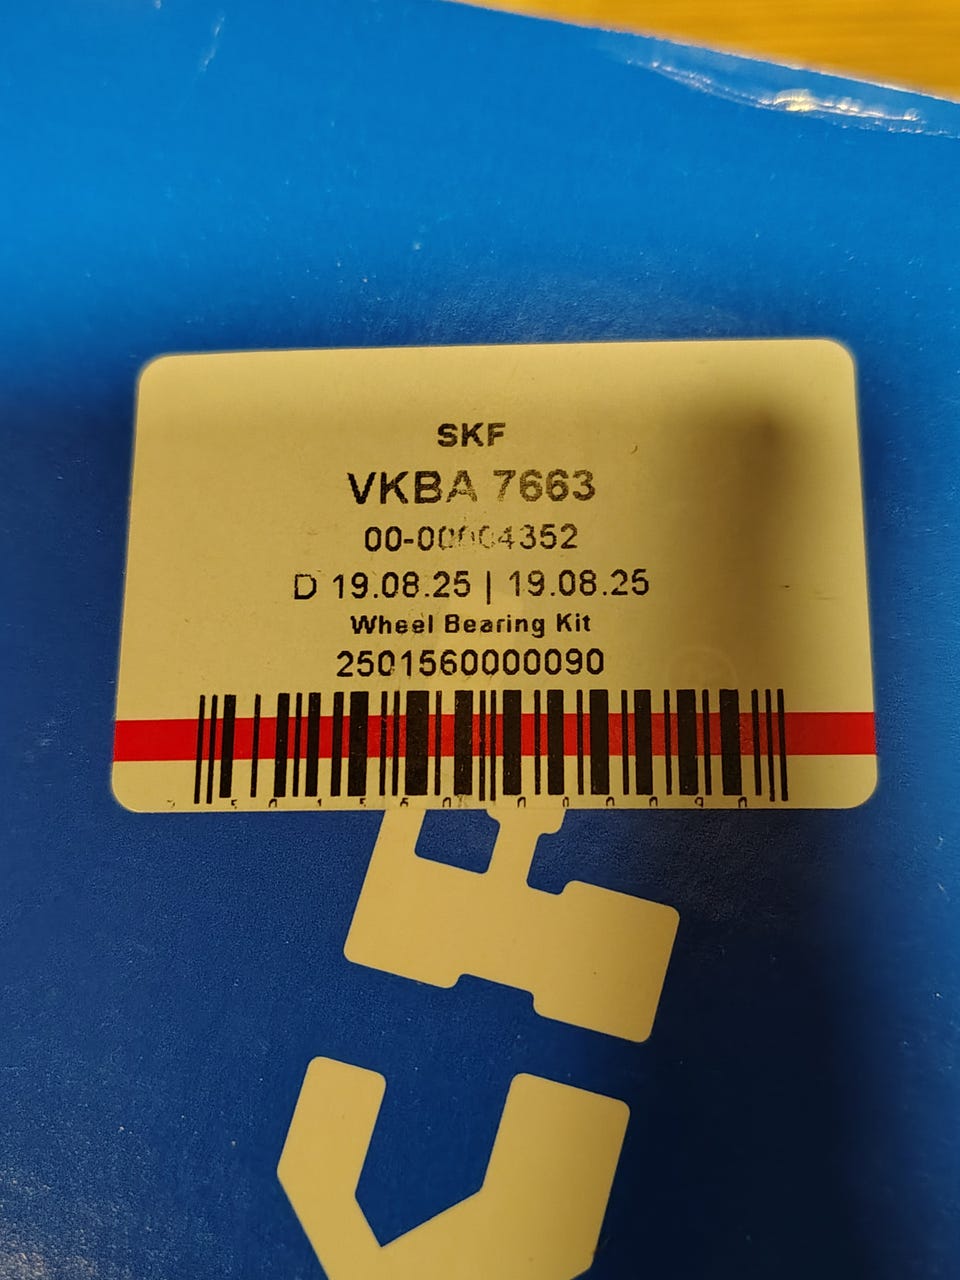 SKF
VKBA 7663
00-00004352
D 19.08.25 | 19.08.25
Wheel Bearing Kit
2501560000090